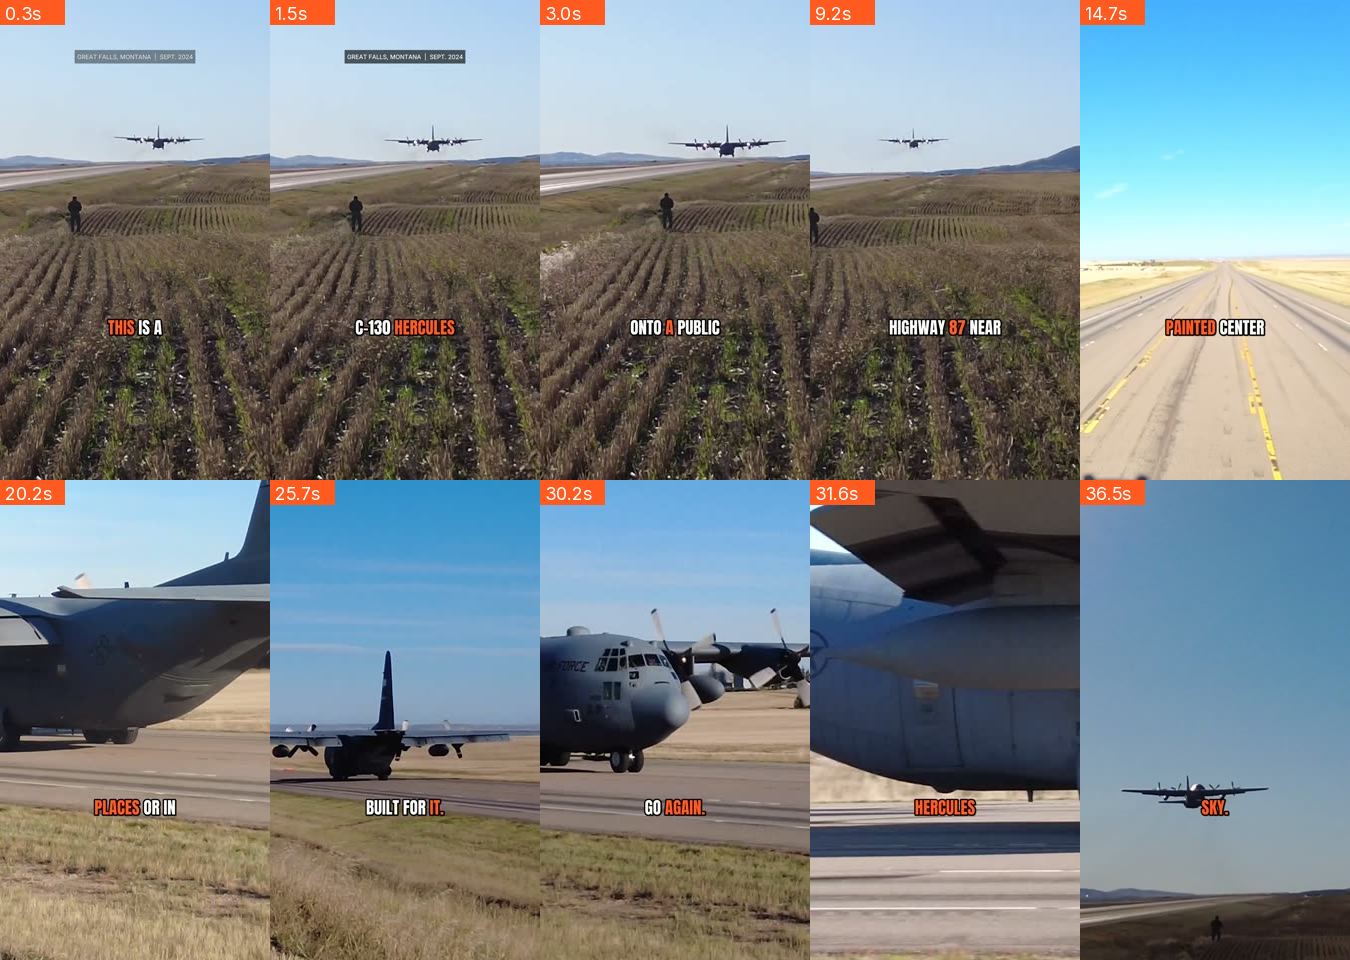 0.3s
GREAT FALLS, MONTANA | SEPT. 2024
THIS IS A
1.5s
GREAT FALLS, MONTANA | SEPT. 2024
C-130 HERCULES
3.0s
ONTO A PUBLIC
9.2s
HIGHWAY 87 NEAR
14.7s
PAINTED CENTER
20.2s
PLACES OR IN
25.7s
BUILT FOR IT.
30.2s
FORCE
GO AGAIN.
31.6s
HERCULES
36.5s
SKY.